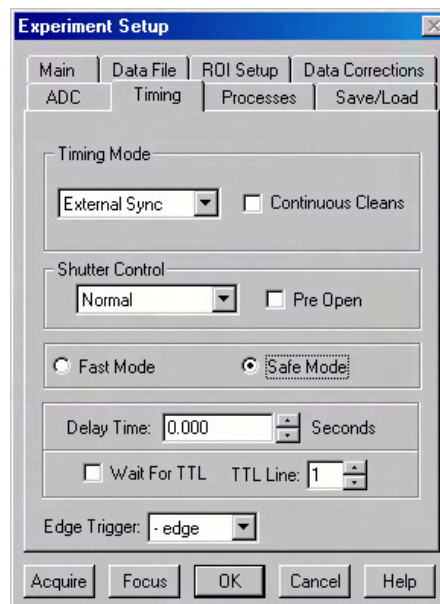 Experiment Setup
Main Data File ROI Setup Data Corrections
ADC Timing Processes Save/Load
Timing Mode
External Sync Continuous Cleans
Shutter Control
Normal Pre Open
Fast Mode Safe Mode
Delay Time: 0.000 Seconds
Wait For TTL TTL Line: 1
Edge Trigger: - edge
Acquire Focus OK Cancel Help